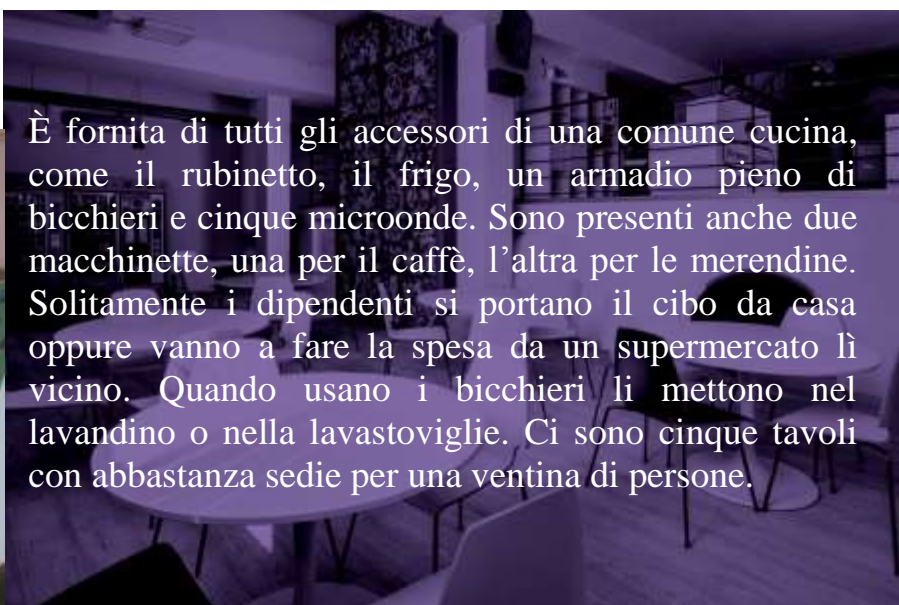 È fornita di tutti gli accessori di una comune cucina,
come il rubinetto, il frigo, un armadio pieno di
bicchieri e cinque microonde. Sono presenti anche due
macchinette, una per il caffè, l’altra per le merendine.
Solitamente i dipendenti si portano il cibo da casa
oppure vanno a fare la spesa da un supermercato lì
vicino. Quando usano i bicchieri li mettono nel
lavandino o nella lavastoviglie. Ci sono cinque tavoli
con abbastanza sedie per una ventina di persone.